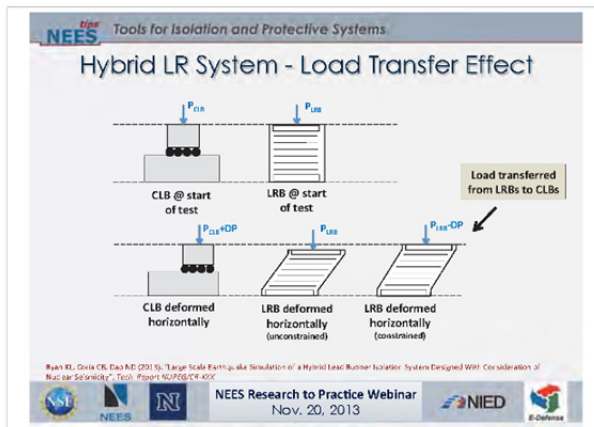 tips
NEES
Tools for Isolation and Protective Systems
Hybrid LR System - Load Transfer Effect
PCLB
PLRB
CLB @ start
of test
LRB @ start
of test
Load transferred
from LRBs to CLBs
PCLB+DP
PLRB
PLRB-DP
CLB deformed
horizontally
LRB deformed
horizontally
(unconstrained)
LRB deformed
horizontally
(constrained)
Ryan KL, Coria CB, Dao ND (2013). "Large Scale Earthquake Simulation of a Hybrid Lead Rubber Isolation System Designed With Consideration of
Nuclear Seismicity", Tech. Report NUREG/CR-XXX
NSF
NEES
N
NEES Research to Practice Webinar
Nov. 20, 2013
NIED
E-Defense